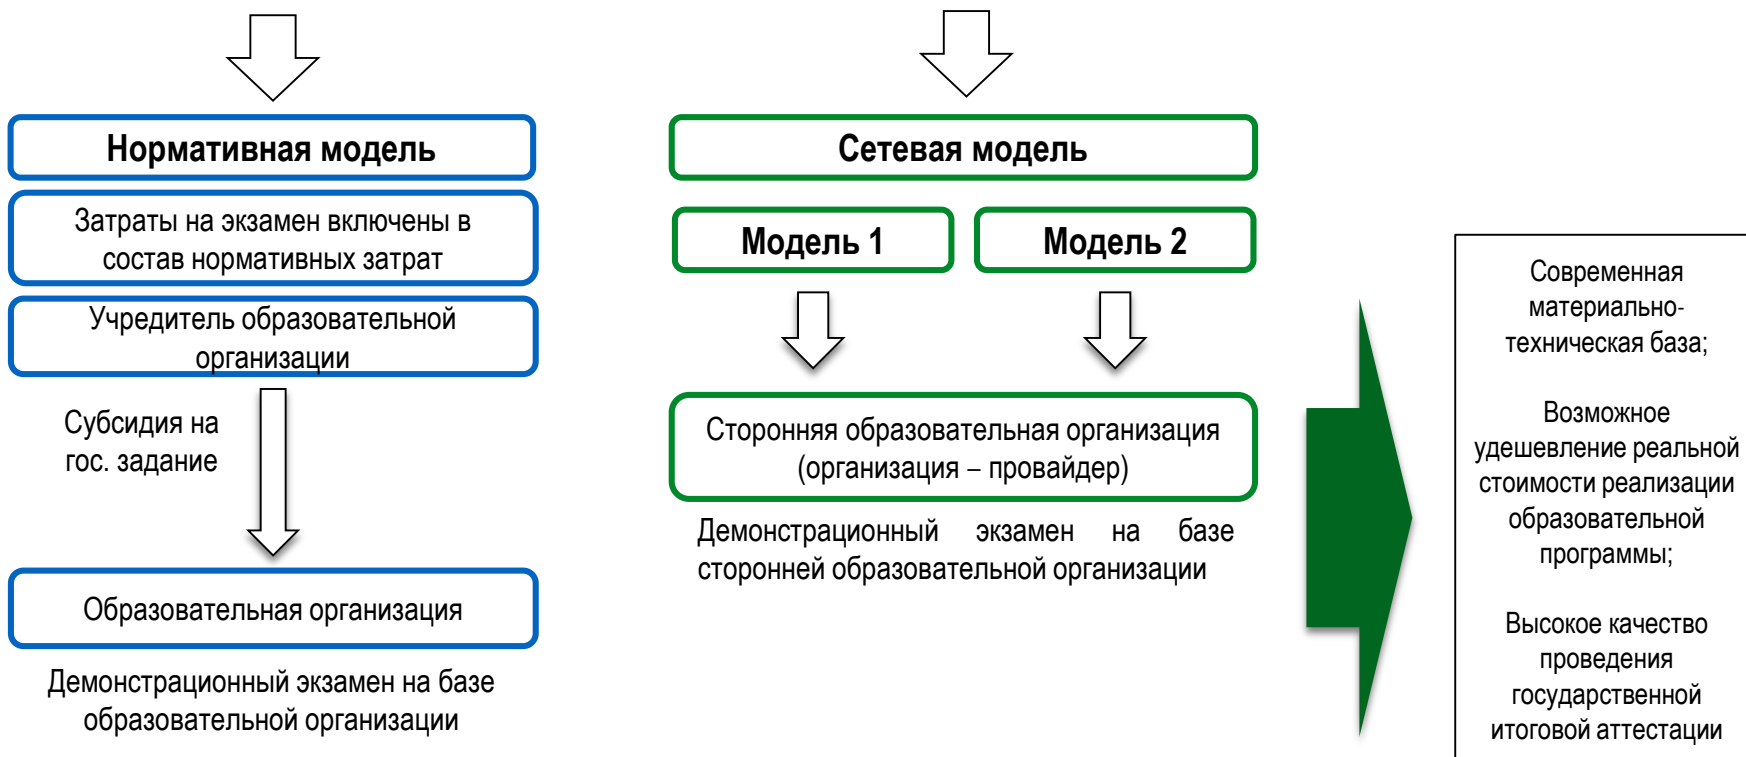 Нормативная модель
Затраты на экзамен включены в
состав нормативных затрат
Учредитель образовательной
организации
Субсидия на
гос. задание
Образовательная организация
Демонстрационный экзамен на базе
образовательной организации
Сетевая модель
Модель 1
Модель 2
Сторонняя образовательная организация
(организация – провайдер)
Демонстрационный экзамен на базе
сторонней образовательной организации
Современная
материально-
техническая база;
Возможное
удешевление реальной
стоимости реализации
образовательной
программы;
Высокое качество
проведения
государственной
итоговой аттестации